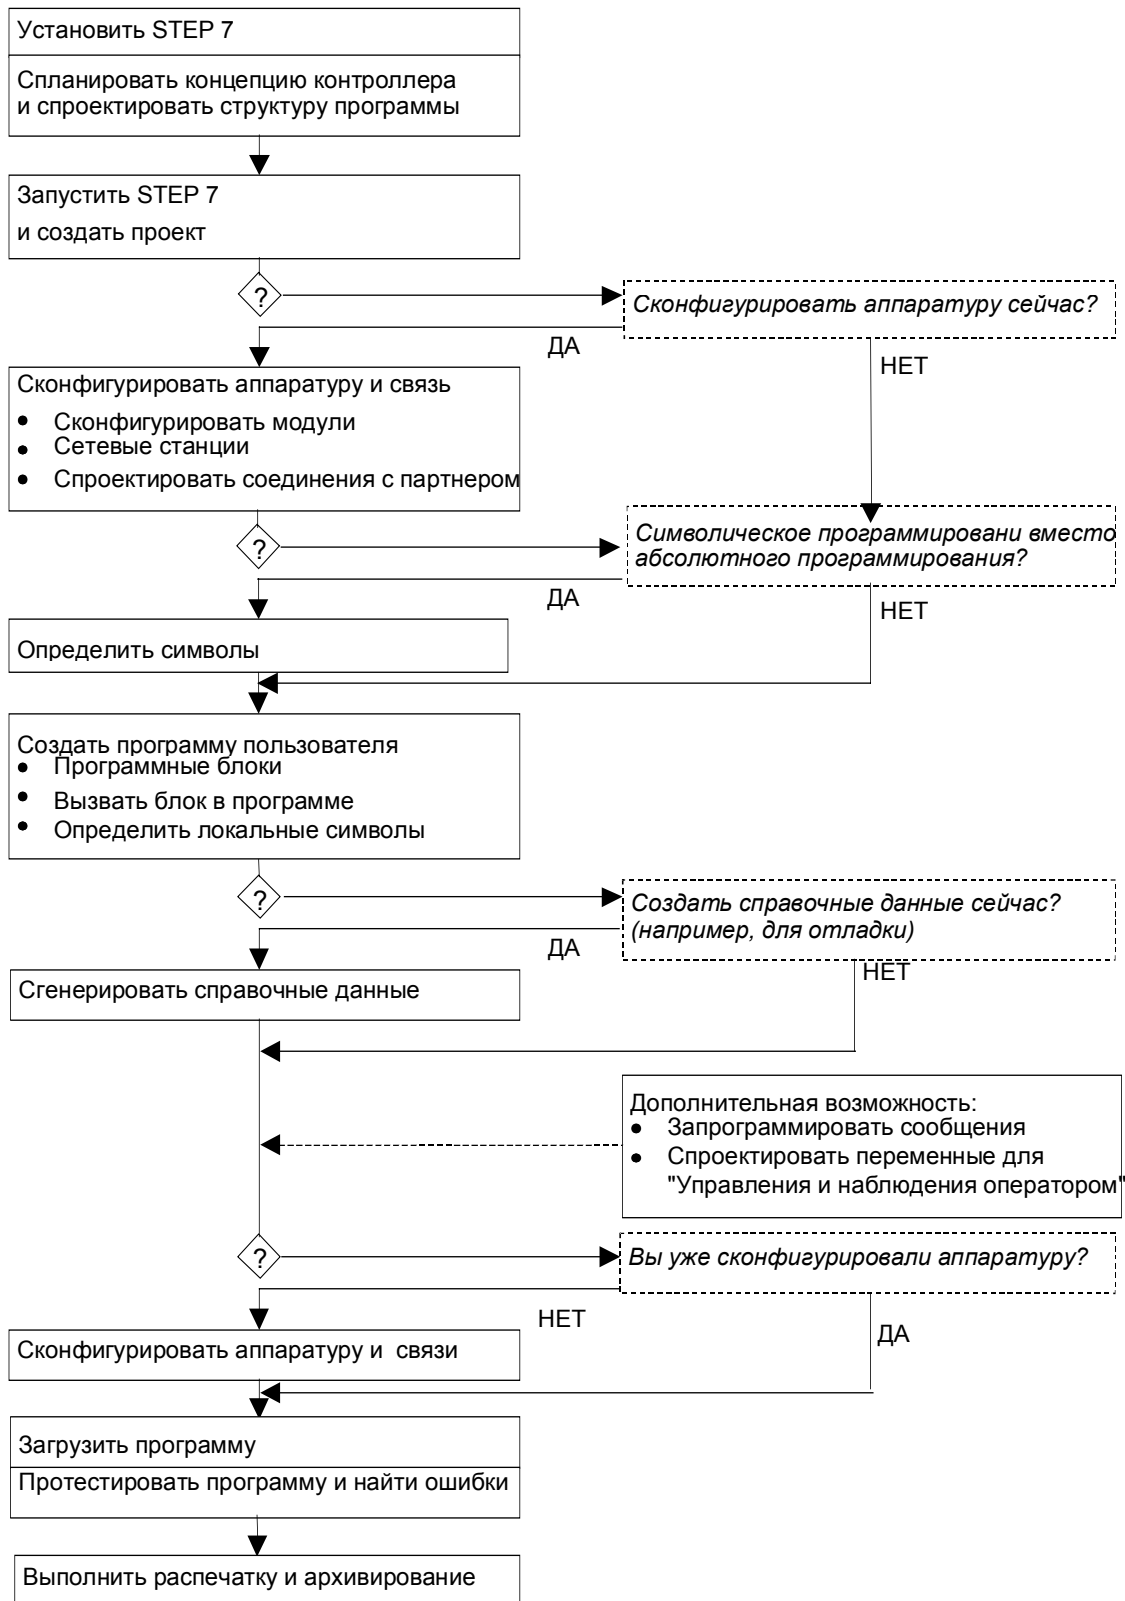 Установить STEP 7
Спланировать концепцию контроллера
и спроектировать структуру программы
Запустить STEP 7
и создать проект
?
Сконфигурировать аппаратуру сейчас?
ДА
НЕТ
Сконфигурировать аппаратуру и связь
• Сконфигурировать модули
• Сетевые станции
• Спроектировать соединения с партнером
?
Символическое программировани вместо
абсолютного программирования?
ДА
НЕТ
Определить символы
Создать программу пользователя
• Программные блоки
• Вызвать блок в программе
• Определить локальные символы
?
Создать справочные данные сейчас?
(например, для отладки)
ДА
НЕТ
Сгенерировать справочные данные
Дополнительная возможность:
• Запрограммировать сообщения
• Спроектировать переменные для
"Управления и наблюдения оператором"
?
Вы уже сконфигурировали аппаратуру?
НЕТ
ДА
Сконфигурировать аппаратуру и связи
Загрузить программу
Протестировать программу и найти ошибки
Выполнить распечатку и архивирование